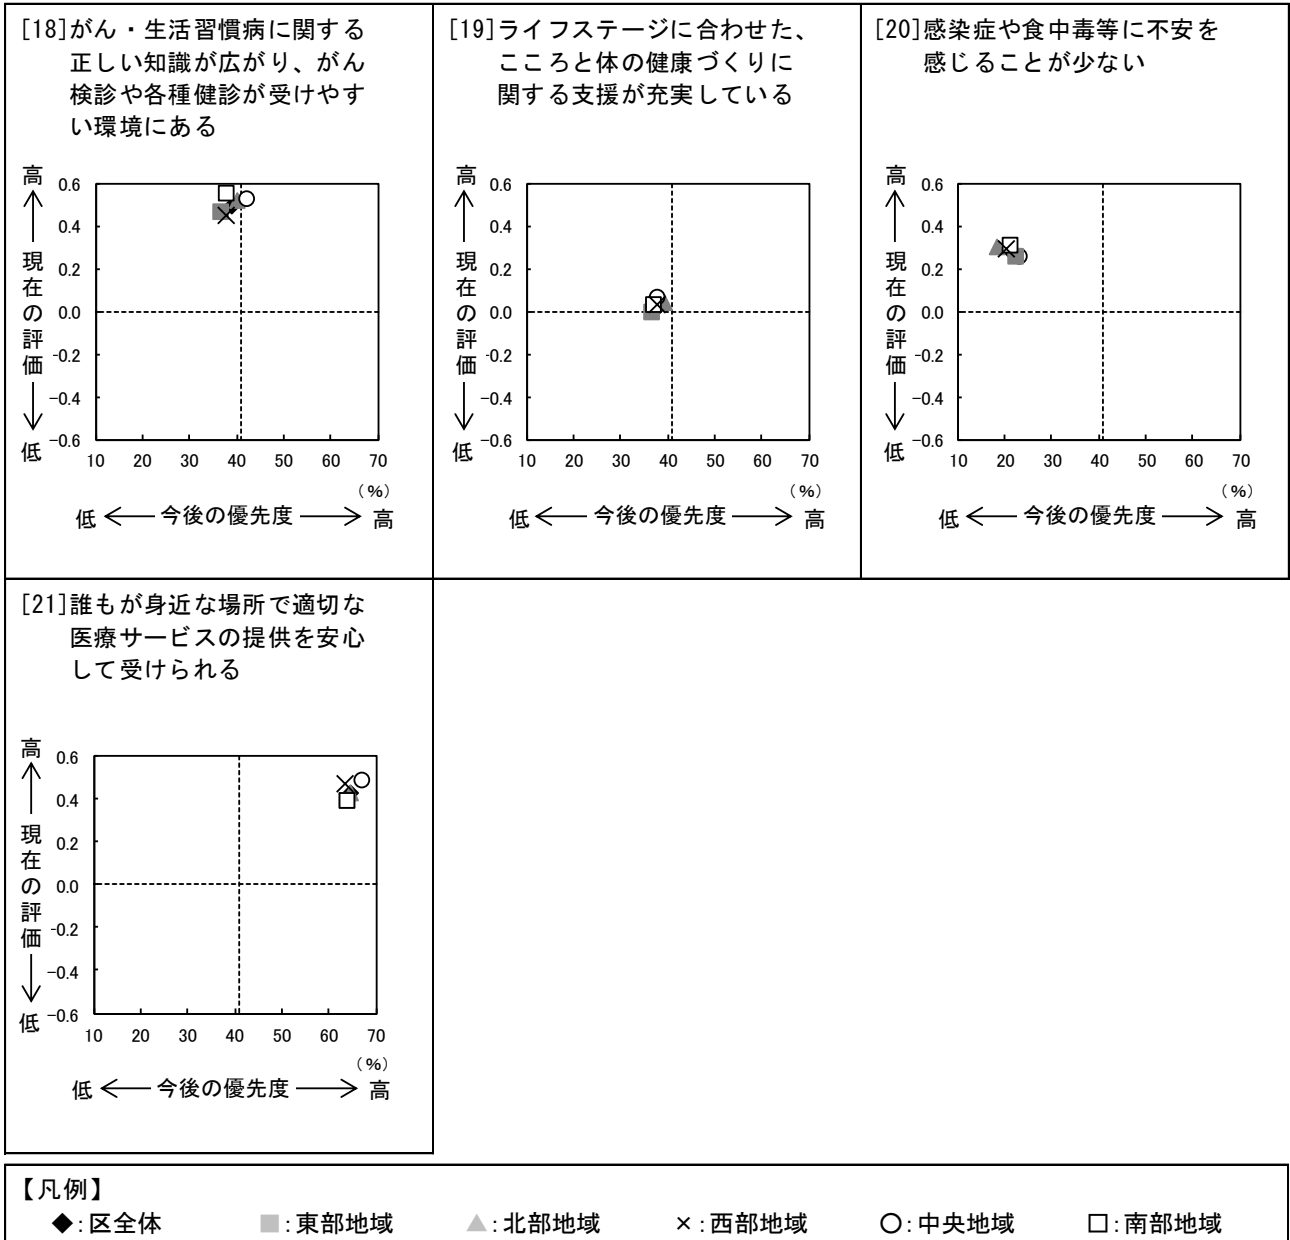 [18]がん・生活習慣病に関する
正しい知識が広がり、がん
検診や各種健診が受けやす
い環境にある
高
現在の評価
低
0.6
0.4
0.2
0.0
-0.2
-0.4
-0.6
10 20 30 40 50 60 70
(%)
低 今後の優先度 高
[19]ライフステージに合わせた、
こころと体の健康づくりに
関する支援が充実している
高
現在の評価
低
0.6
0.4
0.2
0.0
-0.2
-0.4
-0.6
10 20 30 40 50 60 70
(%)
低 今後の優先度 高
[20]感染症や食中毒等に不安を
感じることが少ない
高
現在の評価
低
0.6
0.4
0.2
0.0
-0.2
-0.4
-0.6
10 20 30 40 50 60 70
(%)
低 今後の優先度 高
[21]誰もが身近な場所で適切な
医療サービスの提供を安心
して受けられる
高
現在の評価
低
0.6
0.4
0.2
0.0
-0.2
-0.4
-0.6
10 20 30 40 50 60 70
(%)
低 今後の優先度 高
【凡例】
◆:区全体 ■:東部地域 ▲:北部地域 ×:西部地域 ○:中央地域 □:南部地域